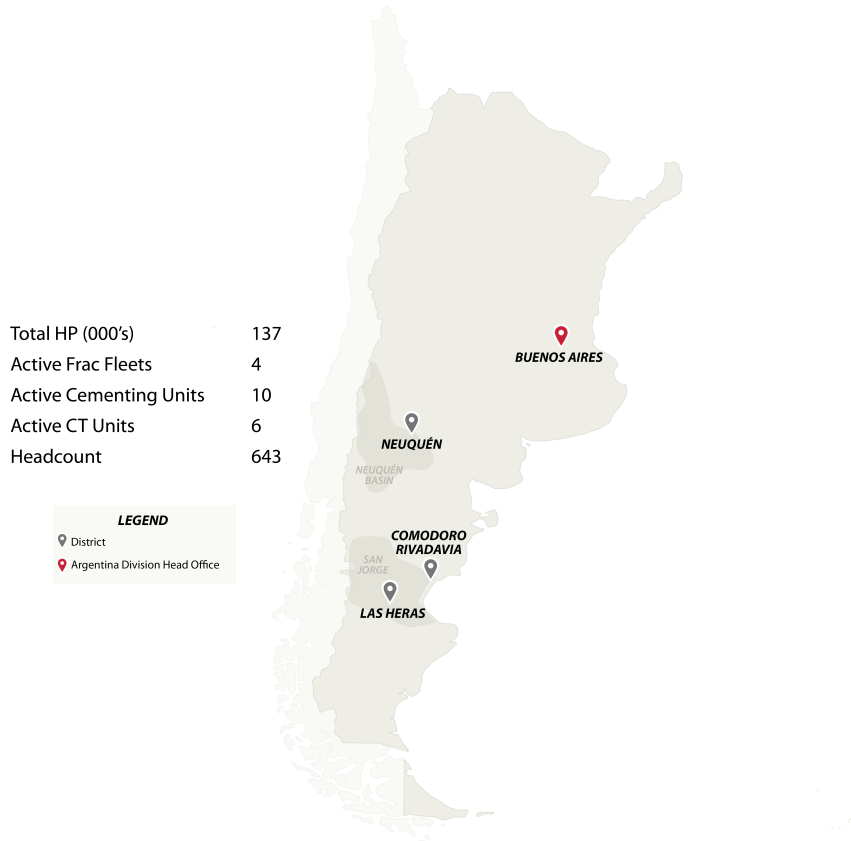 Total HP (000’s) 137
Active Frac Fleets 4
Active Cementing Units 10
Active CT Units 6
Headcount 643
LEGEND
District
Argentina Division Head Office
BUENOS AIRES
NEUQUÉN
NEUQUÉN
BASIN
COMODORO
RIVADAVIA
SAN
JORGE
LAS HERAS